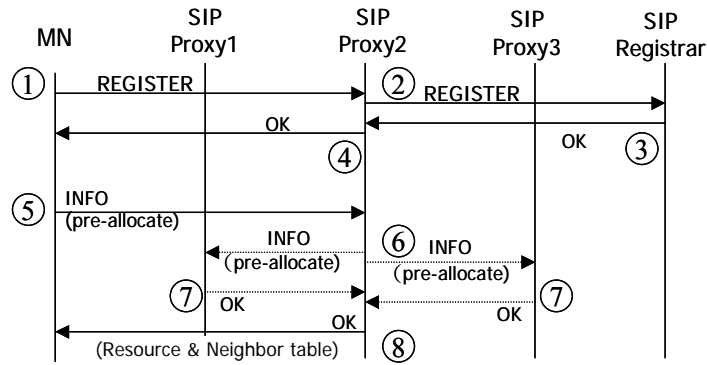 MN
SIP
Proxy1
SIP
Proxy2
SIP
Proxy3
SIP
Registrar
1
REGISTER
2
REGISTER
OK
4
OK
3
5
INFO
(pre-allocate)
INFO
(pre-allocate)
6
INFO
(pre-allocate)
7
OK
OK
7
OK
(Resource & Neighbor table)
8